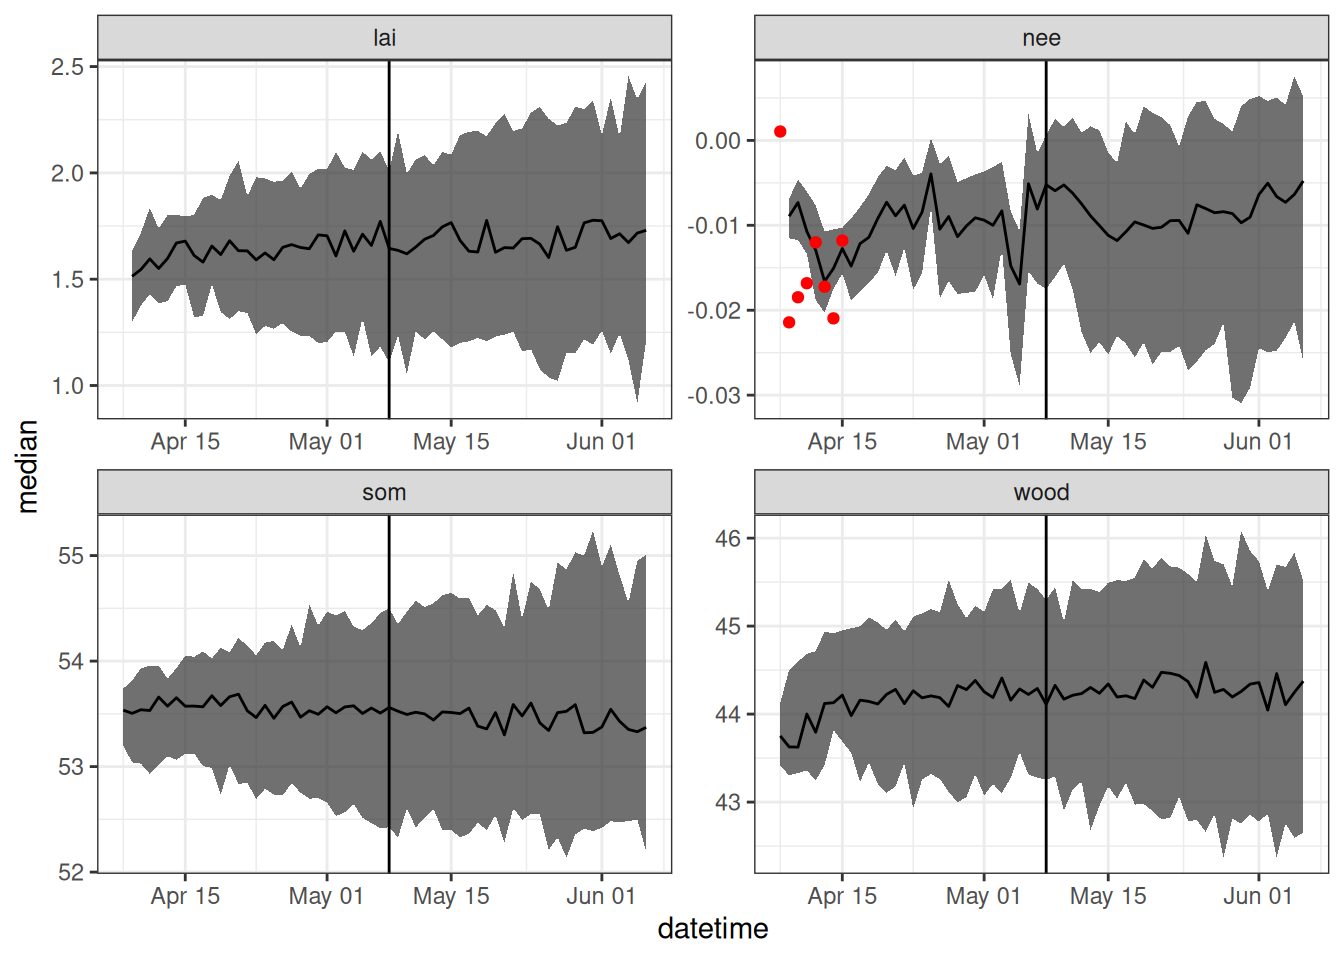 lai
nee
2.5
2.0
1.5
1.0
0.00
-0.01
-0.02
-0.03
Apr 15 May 01 May 15 Jun 01
Apr 15 May 01 May 15 Jun 01
median
som
wood
55
54
53
52
46
45
44
43
Apr 15 May 01 May 15 Jun 01
Apr 15 May 01 May 15 Jun 01
datetime